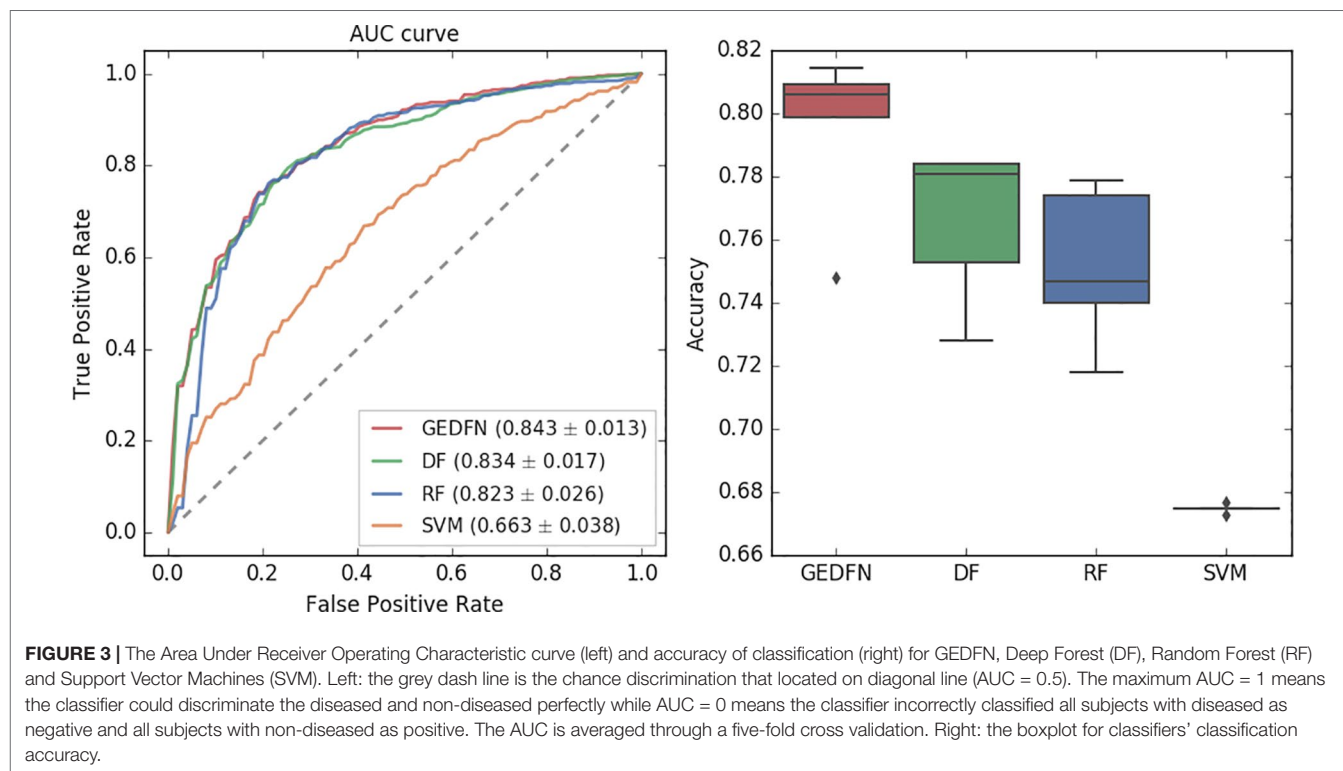 AUC curve
1.0
0.8
0.6
0.4
0.2
0.0
True Positive Rate
GEDFN (0.843 ± 0.013)
DF (0.834 ± 0.017)
RF (0.823 ± 0.026)
SVM (0.663 ± 0.038)
0.0 0.2 0.4 0.6 0.8 1.0
False Positive Rate
0.82
0.80
0.78
0.76
0.74
0.72
0.70
0.68
0.66
Accuracy
GEDFN DF RF SVM
FIGURE 3 | The Area Under Receiver Operating Characteristic curve (left) and accuracy of classification (right) for GEDFN, Deep Forest (DF), Random Forest (RF)
and Support Vector Machines (SVM). Left: the grey dash line is the chance discrimination that located on diagonal line (AUC = 0.5). The maximum AUC = 1 means
the classifier could discriminate the diseased and non-diseased perfectly while AUC = 0 means the classifier incorrectly classified all subjects with diseased as
negative and all subjects with non-diseased as positive. The AUC is averaged through a five-fold cross validation. Right: the boxplot for classifiers' classification
accuracy.